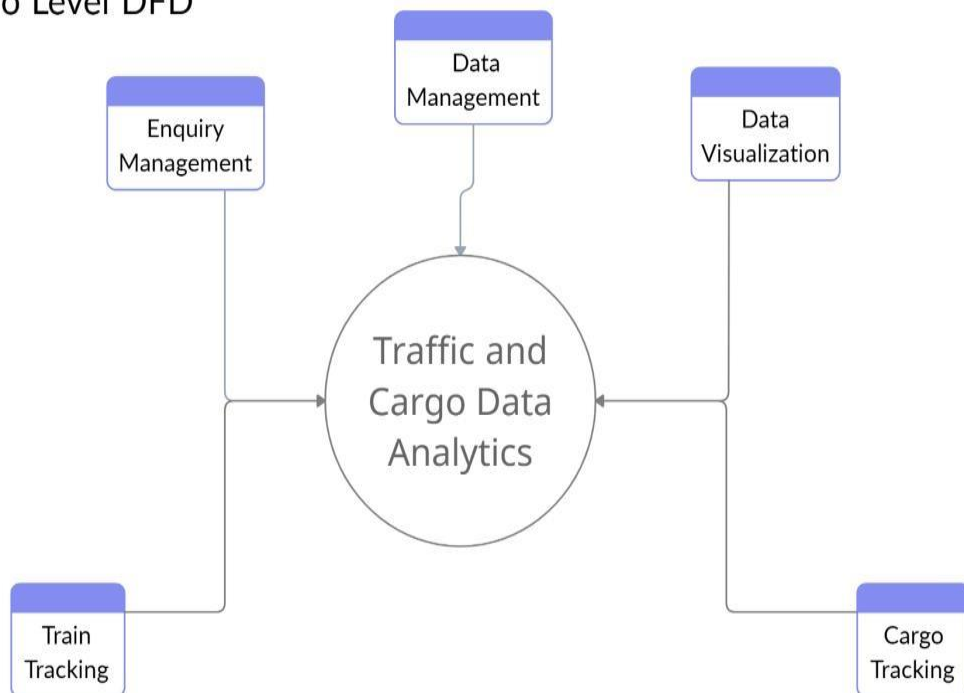 o Level DFD
Data
Management
Enquiry
Management
Data
Visualization
Traffic and
Cargo Data
Analytics
Train
Tracking
Cargo
Tracking